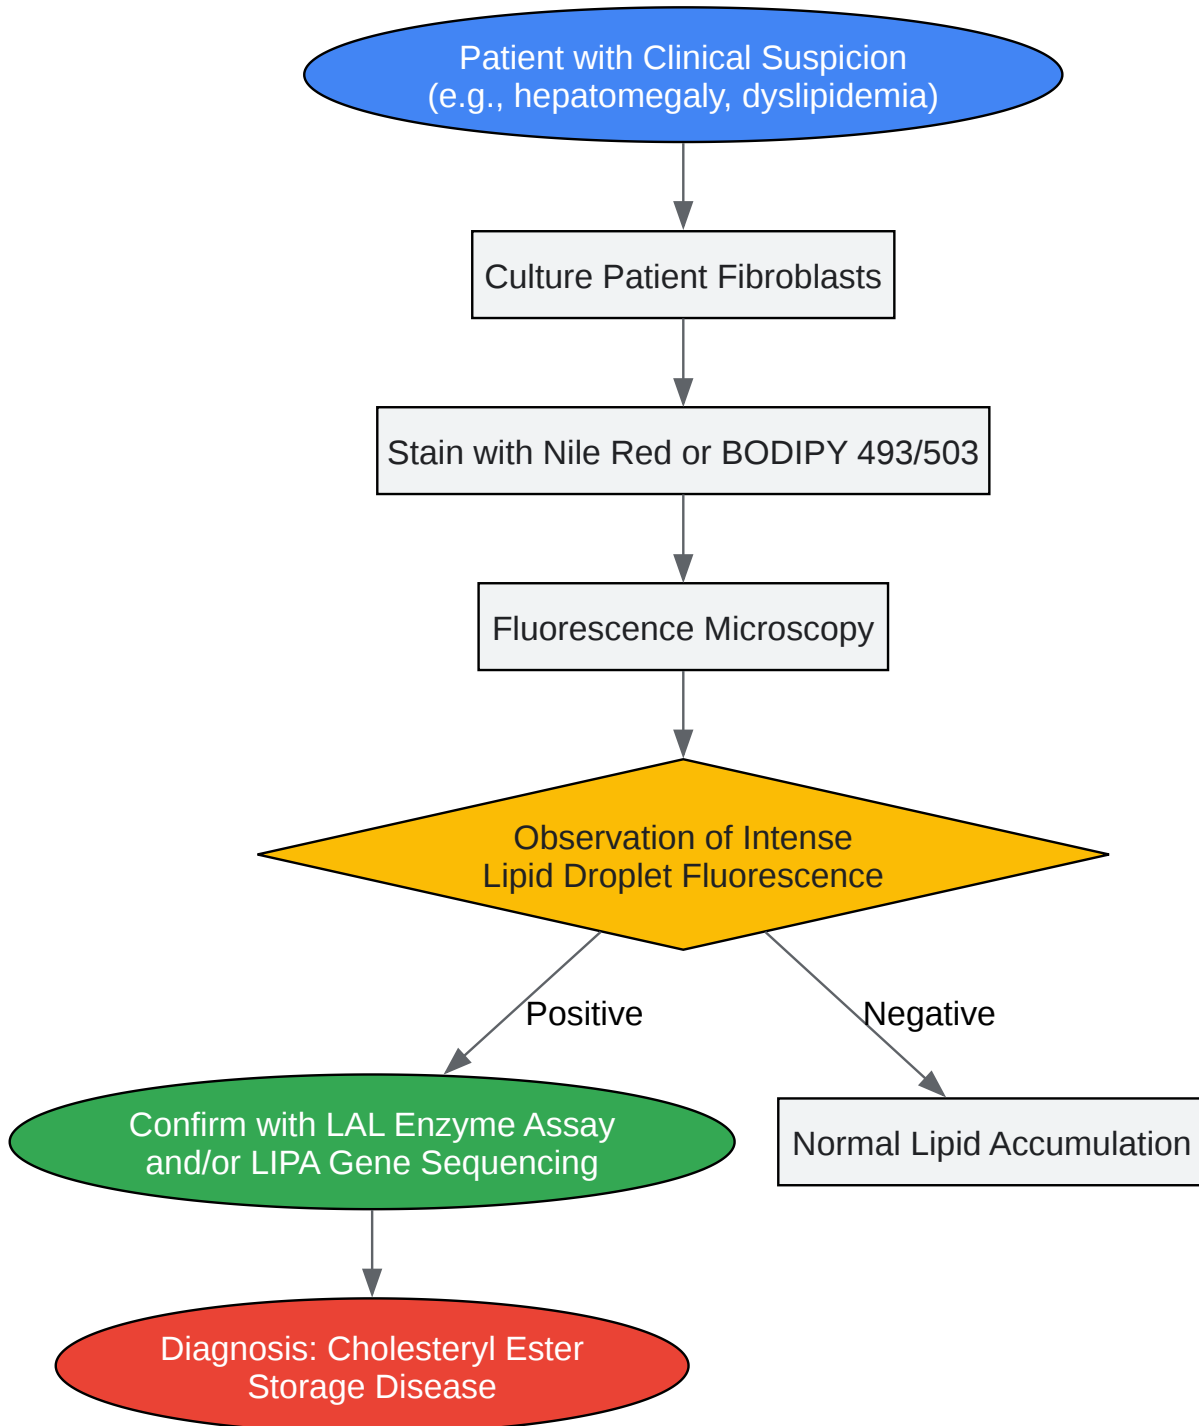 Patient with Clinical Suspicion
(e.g., hepatomegaly, dyslipidemia)
Culture Patient Fibroblasts
Stain with Nile Red or BODIPY 493/503
Fluorescence Microscopy
Observation of Intense
Lipid Droplet Fluorescence
Positive
Negative
Confirm with LAL Enzyme Assay
and/or LIPA Gene Sequencing
Normal Lipid Accumulation
Diagnosis: Cholesteryl Ester
Storage Disease